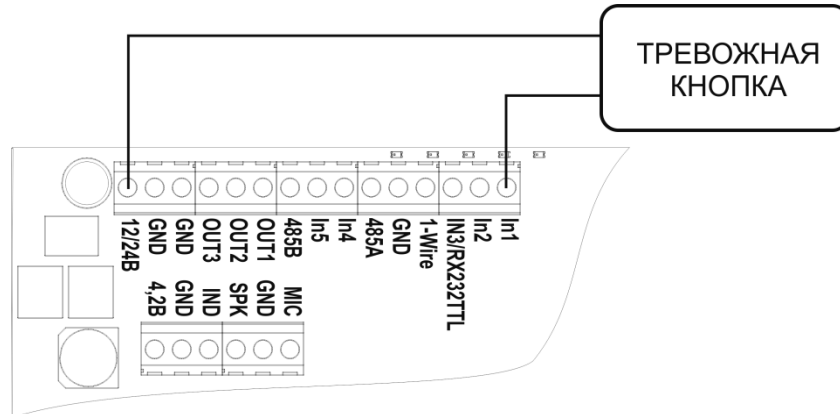 ТРЕВОЖНАЯ
КНОПКА
12/24В
GND
GND
OUT3
OUT2
OUT1
485B
In5
In4
485A
GND
1-Wire
IN3/RX232TTL
In2
In1
4,2В
GND
IND
SPK
GND
MIC